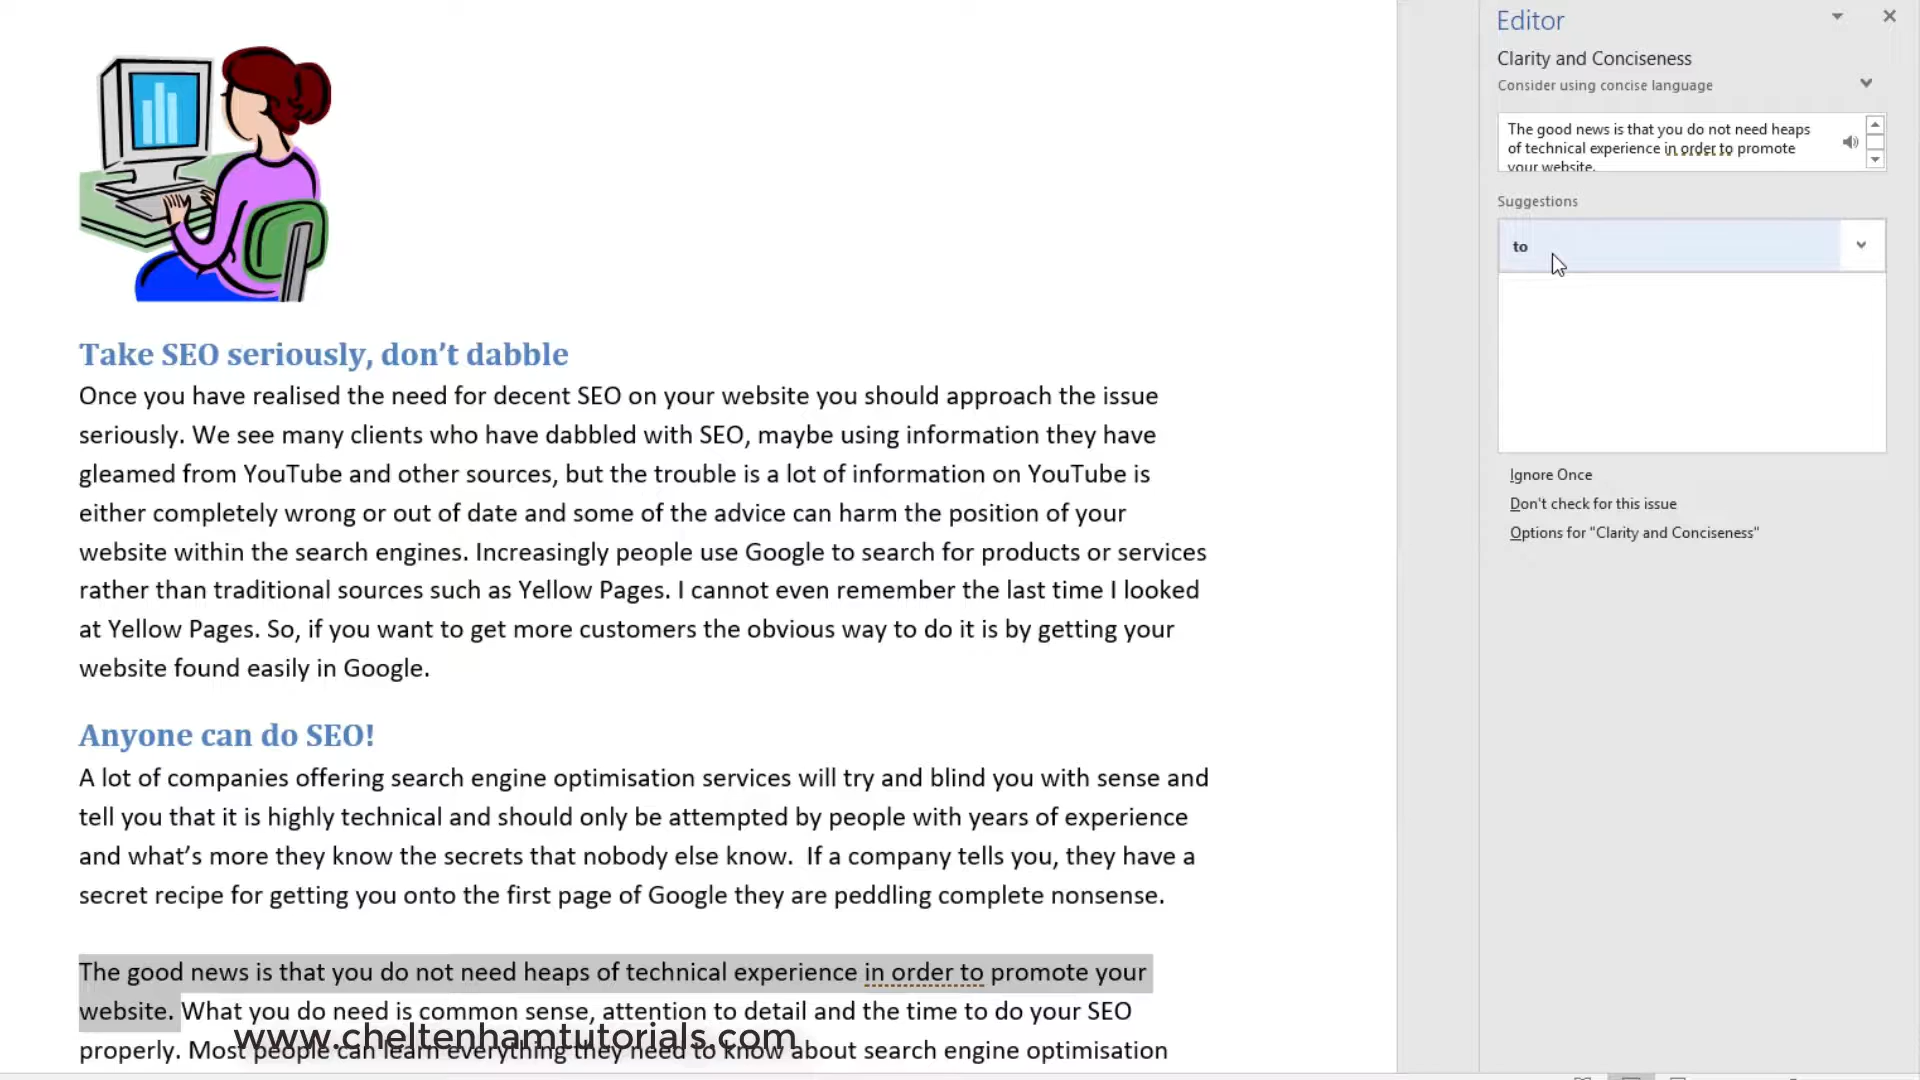 Take SEO seriously, don’t dabble
Once you have realised the need for decent SEO on your website you should approach the issue
seriously. We see many clients who have dabbled with SEO, maybe using information they have
gleamed from YouTube and other sources, but the trouble is a lot of information on YouTube is
either completely wrong or out of date and some of the advice can harm the position of your
website within the search engines. Increasingly people use Google to search for products or services
rather than traditional sources such as Yellow Pages. I cannot even remember the last time I looked
at Yellow Pages. So, if you want to get more customers the obvious way to do it is by getting your
website found easily in Google.
Anyone can do SEO!
A lot of companies offering search engine optimisation services will try and blind you with sense and
tell you that it is highly technical and should only be attempted by people with years of experience
and what’s more they know the secrets that nobody else know.  If a company tells you, they have a
secret recipe for getting you onto the first page of Google they are peddling complete nonsense.
The good news is that you do not need heaps of technical experience in order to promote your
website. What you do need is common sense, attention to detail and the time to do your SEO
properly. Most people can learn everything they need to know about search engine optimisation
www.cheltenhamtutorials.com
Editor
Clarity and Conciseness
Consider using concise language
The good news is that you do not need heaps
of technical experience in order to promote
your website.
Suggestions
to
Ignore Once
Don't check for this issue
Options for "Clarity and Conciseness"